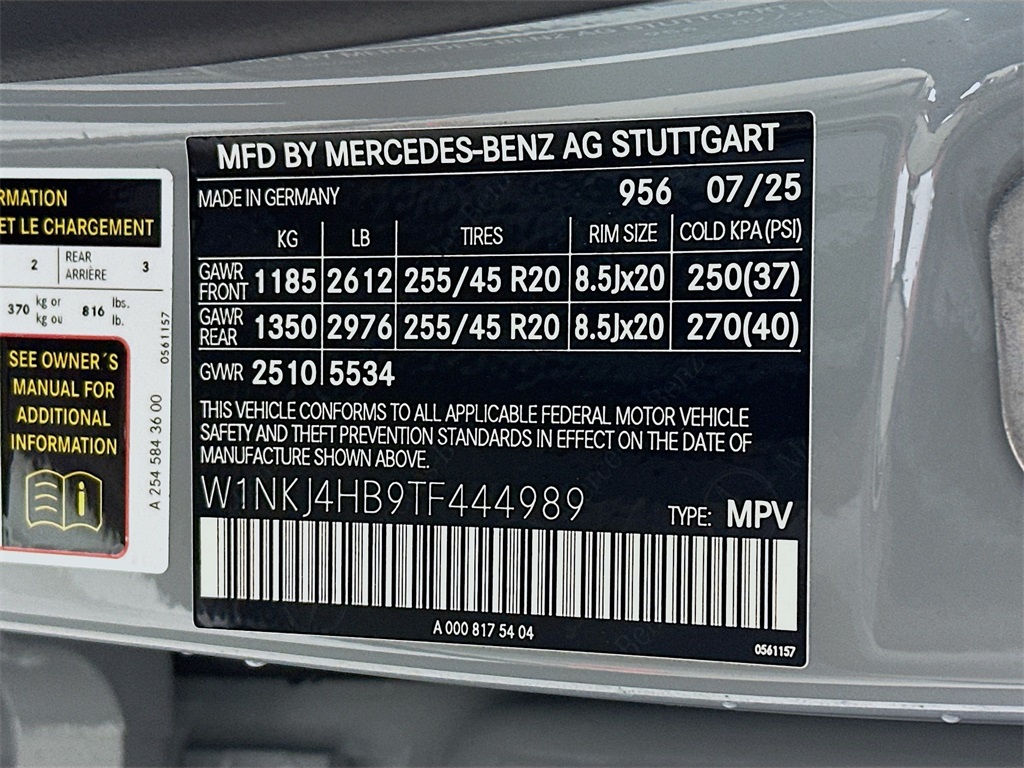 MFD BY MERCEDES-BENZ AG STUTTGART
MADE IN GERMANY 956 07/25
KG LB TIRES RIM SIZE COLD KPA (PSI)
GAWR FRONT 1185 2612 255/45 R20 8.5Jx20 250(37)
GAWR REAR 1350 2976 255/45 R20 8.5Jx20 270(40)
GVWR 2510 5534
THIS VEHICLE CONFORMS TO ALL APPLICABLE FEDERAL MOTOR VEHICLE
SAFETY AND THEFT PREVENTION STANDARDS IN EFFECT ON THE DATE OF
MANUFACTURE SHOWN ABOVE.
W1NKJ4HB9TF444989 TYPE: MPV
A 000 817 54 04
0561157
RMATION
ET LE CHARGEMENT
2 REAR ARRIÈRE 3
370 kg or kg ou 816 lbs. lb.
SEE OWNER´S
MANUAL FOR
ADDITIONAL
INFORMATION
A 254 584 36 00
0561157